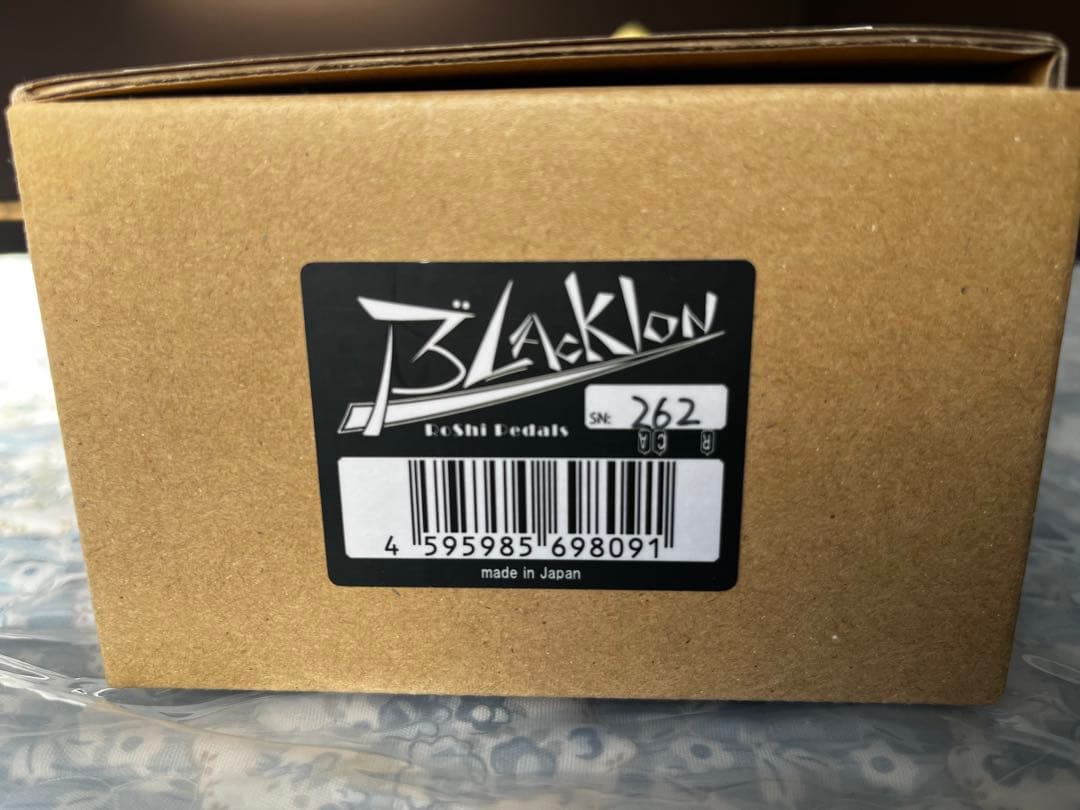 BLAcKloN
SN: 262
RoShi Pedals
A C R
4 595985 698091
made in Japan